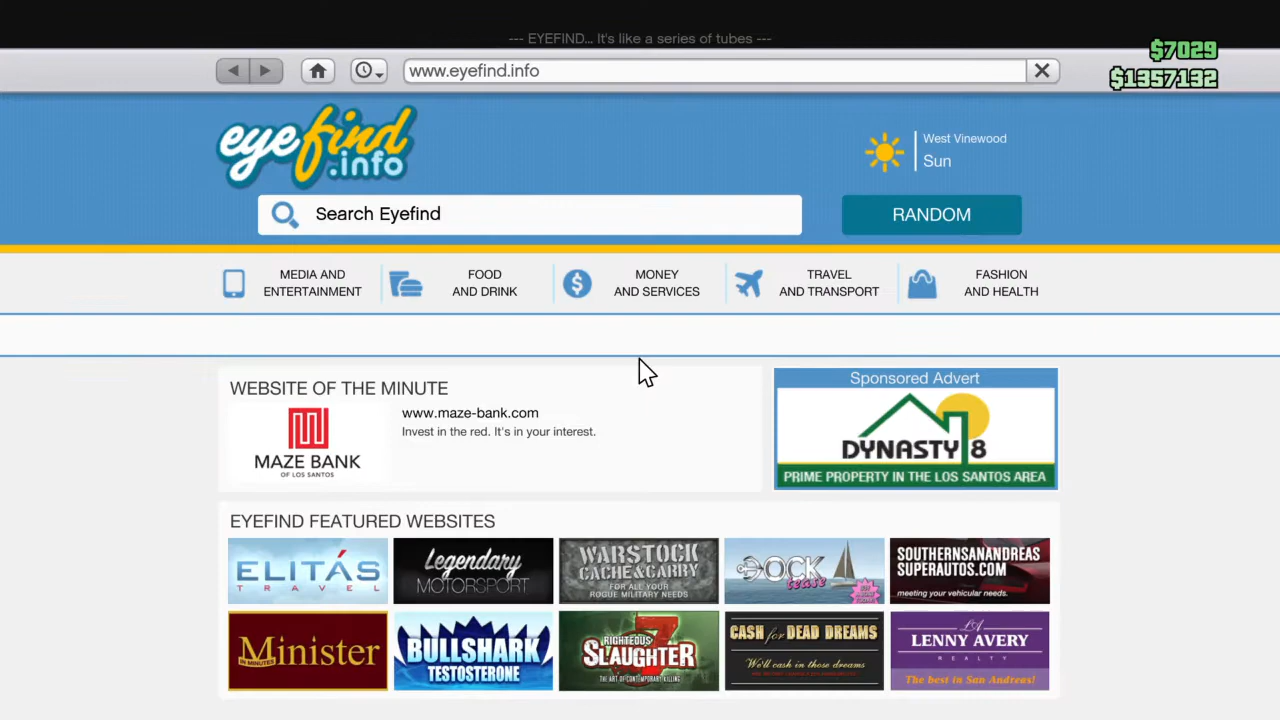 --- EYEFIND... It's like a series of tubes ---
$7029
www.eyefind.info
$1357132
eyefind
.info
West Vinewood
Sun
Search Eyefind
RANDOM
MEDIA AND
ENTERTAINMENT
FOOD
AND DRINK
MONEY
AND SERVICES
TRAVEL
AND TRANSPORT
FASHION
AND HEALTH
WEBSITE OF THE MINUTE
MAZE BANK
OF LOS SANTOS
www.maze-bank.com
Invest in the red. It's in your interest.
Sponsored Advert
DYNASTY 8
PRIME PROPERTY IN THE LOS SANTOS AREA
EYEFIND FEATURED WEBSITES
ELITÁS
TRAVEL
Legendary
MOTORSPORT
WARSTOCK
CACHE & CARRY
FOR ALL YOUR
ROGUE MILITARY NEEDS
DOCK
tease
SOUTHERNSANANDREAS
SUPERAUTOS.COM
meeting your vehicular needs.
Minister
IN MINUTES
BULLSHARK
TESTOSTERONE
RIGHTEOUS
SLAUGHTER
7
THE ART OF CONTEMPORARY KILLING
CASH for DEAD DREAMS
We'll cash in those dreams
LA
LENNY AVERY
REALTY
The best in San Andreas!